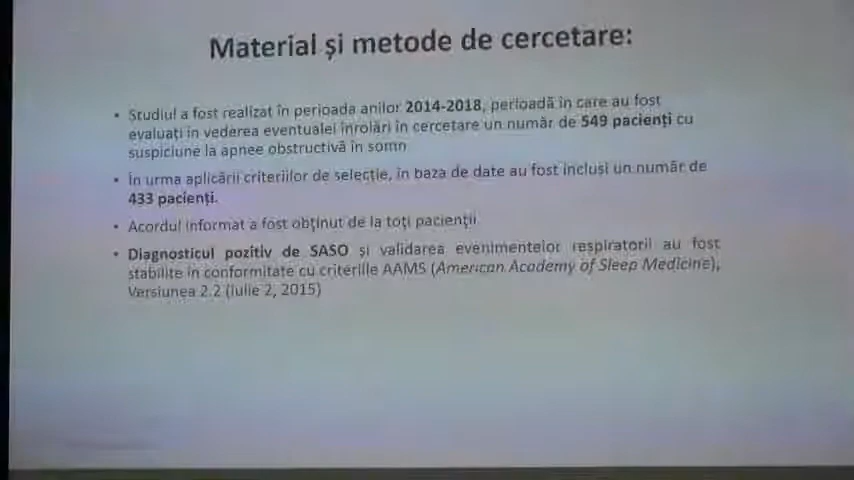 Material și metode de cercetare:
• Studiul a fost realizat în perioada anilor 2014-2018, perioadă în care au fost
evaluați în vederea eventualei înrolări în cercetare un număr de 549 pacienți cu
suspiciune la apnee obstructivă în somn
• În urma aplicării criteriilor de selecție, în baza de date au fost incluși un număr de
433 pacienți.
• Acordul informat a fost obținut de la toți pacienții
• Diagnosticul pozitiv de SASO și validarea evenimentelor respiratorii au fost
stabilite în conformitate cu criteriile AAMS (American Academy of Sleep Medicine),
Versiunea 2.2 (Iulie 2, 2015)